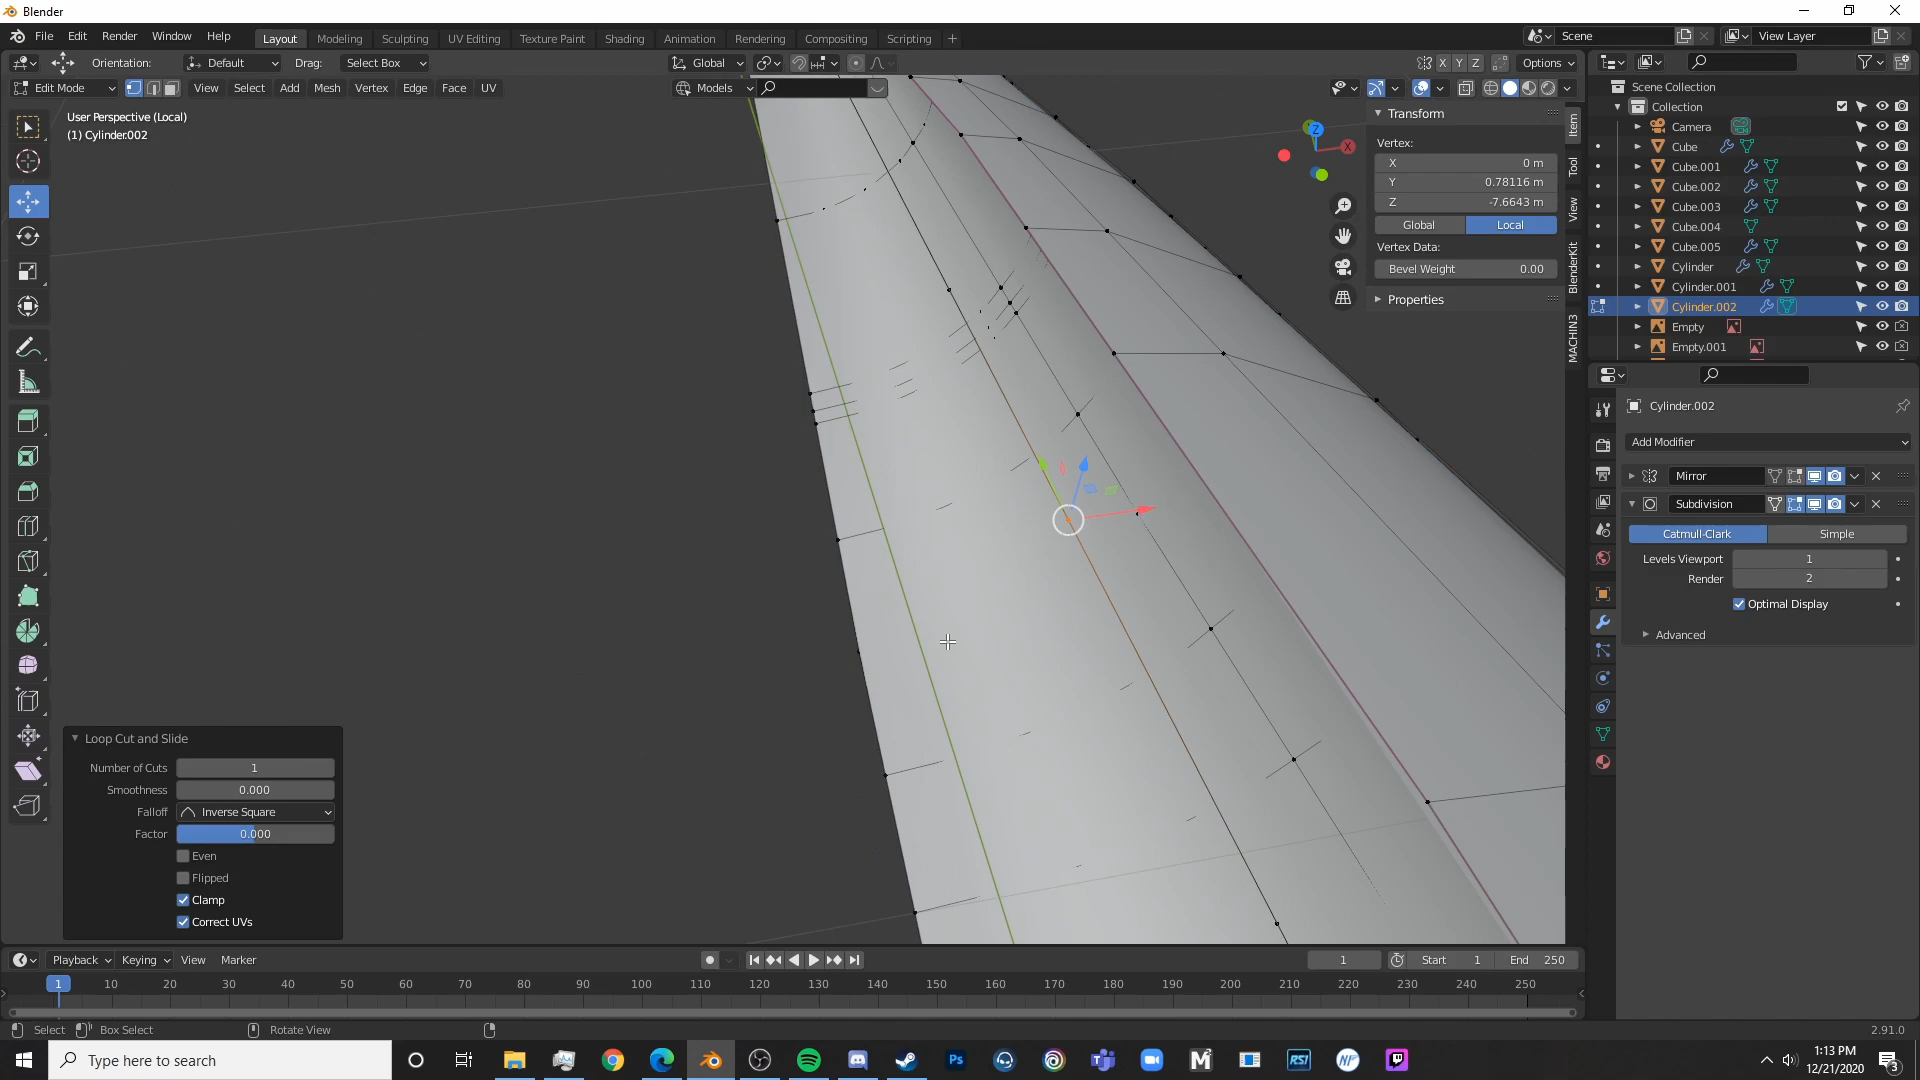 Blender
File Edit Render Window Help Layout Modeling Sculpting UV Editing Texture Paint Shading Animation Rendering Compositing Scripting + Scene View Layer
Orientation: Default Drag: Select Box Global X Y Z Options
Edit Mode View Select Add Mesh Vertex Edge Face UV Models
User Perspective (Local)
(1) Cylinder.002
Z
X
Transform
Vertex:
X 0 m
Y 0.78116 m
Z -7.6643 m
Global Local
Vertex Data:
Bevel Weight 0.00
Properties
Item
Tool
View
BlenderKit
MACHIN3
Scene Collection
Collection
Camera
Cube
Cube.001
Cube.002
Cube.003
Cube.004
Cube.005
Cylinder
Cylinder.001
Cylinder.002
Empty
Empty.001
Cylinder.002
Add Modifier
Mirror
Subdivision
Catmull-Clark Simple
Levels Viewport 1
Render 2
Optimal Display
Advanced
Loop Cut and Slide
Number of Cuts 1
Smoothness 0.000
Falloff Inverse Square
Factor 0.000
Even
Flipped
Clamp
Correct UVs
Playback Keying View Marker 1 Start 1 End 250
1 10 20 30 40 50 60 70 80 90 100 110 120 130 140 150 160 170 180 190 200 210 220 230 240 250
Select Box Select Rotate View 2.91.0
Type here to search
Ps
M
RSI
NF
1:13 PM
12/21/2020
3